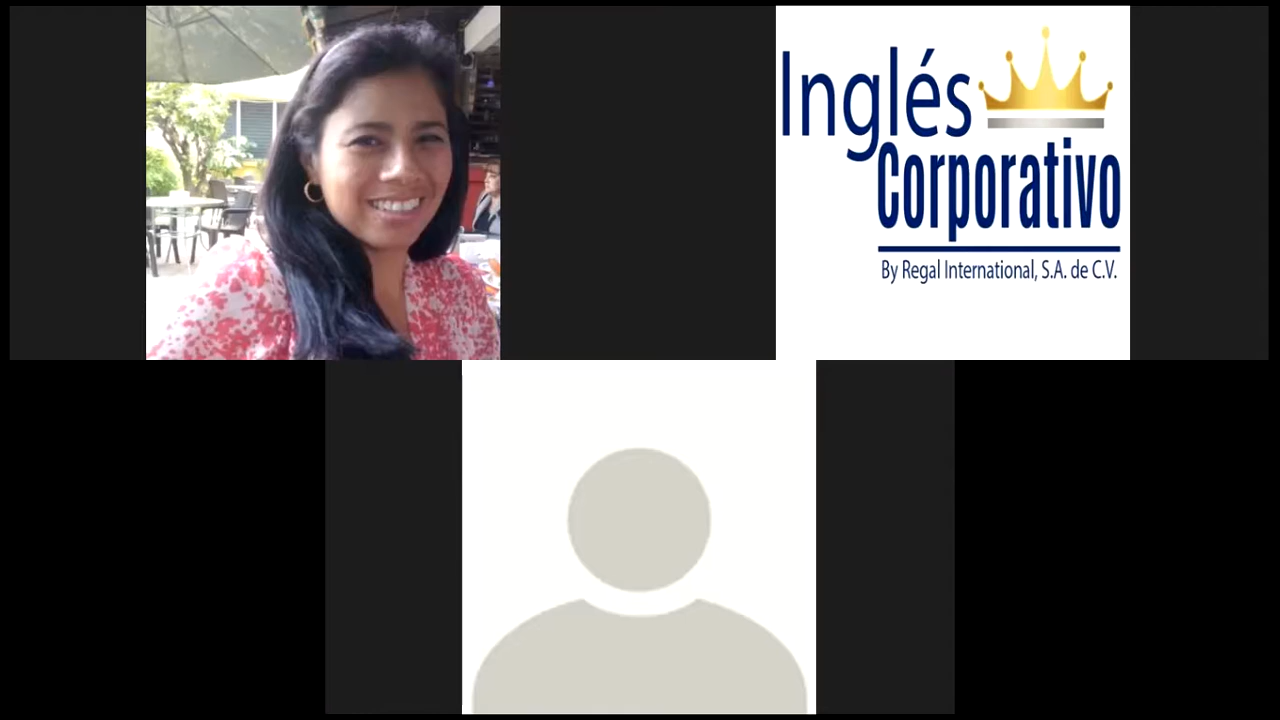 Inglés
Corporativo
By Regal International, S.A. de C.V.